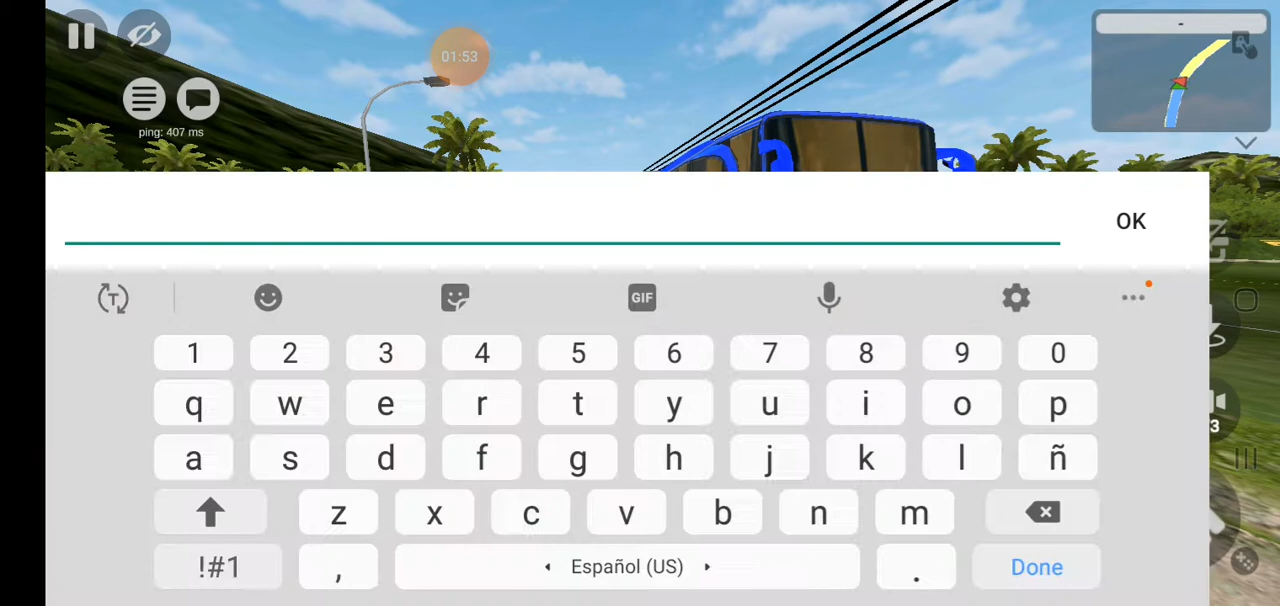 01:53
-
ping: 407 ms
OK
T
GIF
1 2 3 4 5 6 7 8 9 0
q w e r t y u i o p
3
a s d f g h j k l ñ
z x c v b n m
!#1 , Español (US) . Done